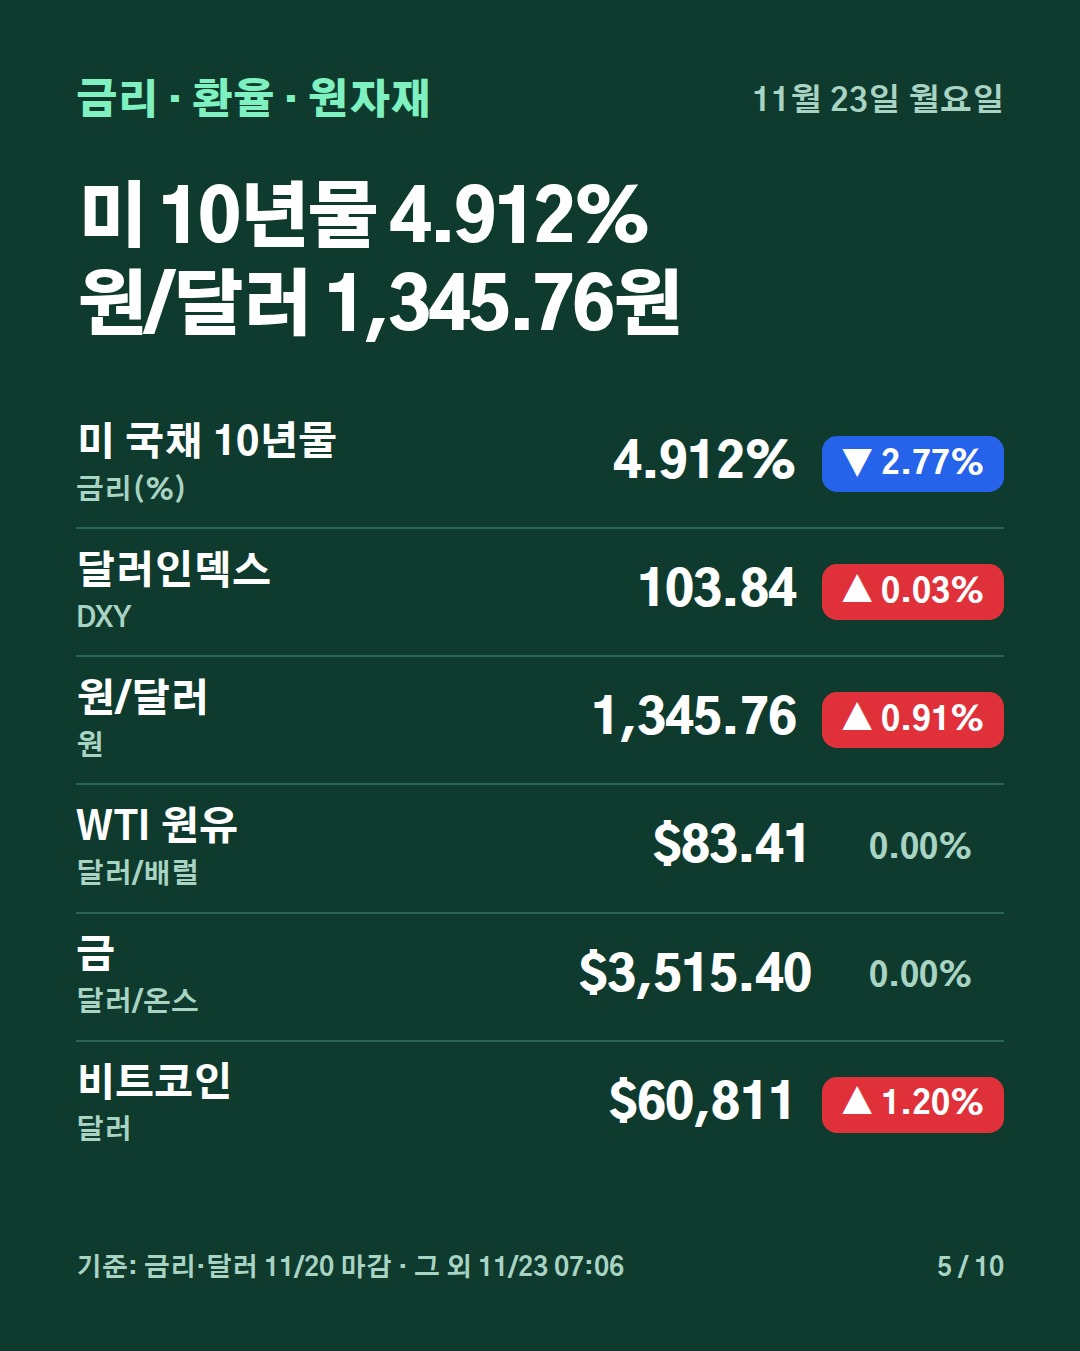 금리 · 환율 · 원자재
11월 23일 월요일
미 10년물 4.912%
원/달러 1,345.76원
미 국채 10년물
금리(%)
4.912% ▼ 2.77%
달러인덱스
DXY
103.84 ▲ 0.03%
원/달러
원
1,345.76 ▲ 0.91%
WTI 원유
달러/배럴
$83.41 0.00%
금
달러/온스
$3,515.40 0.00%
비트코인
달러
$60,811 ▲ 1.20%
기준: 금리·달러 11/20 마감 · 그 외 11/23 07:06
5 / 10